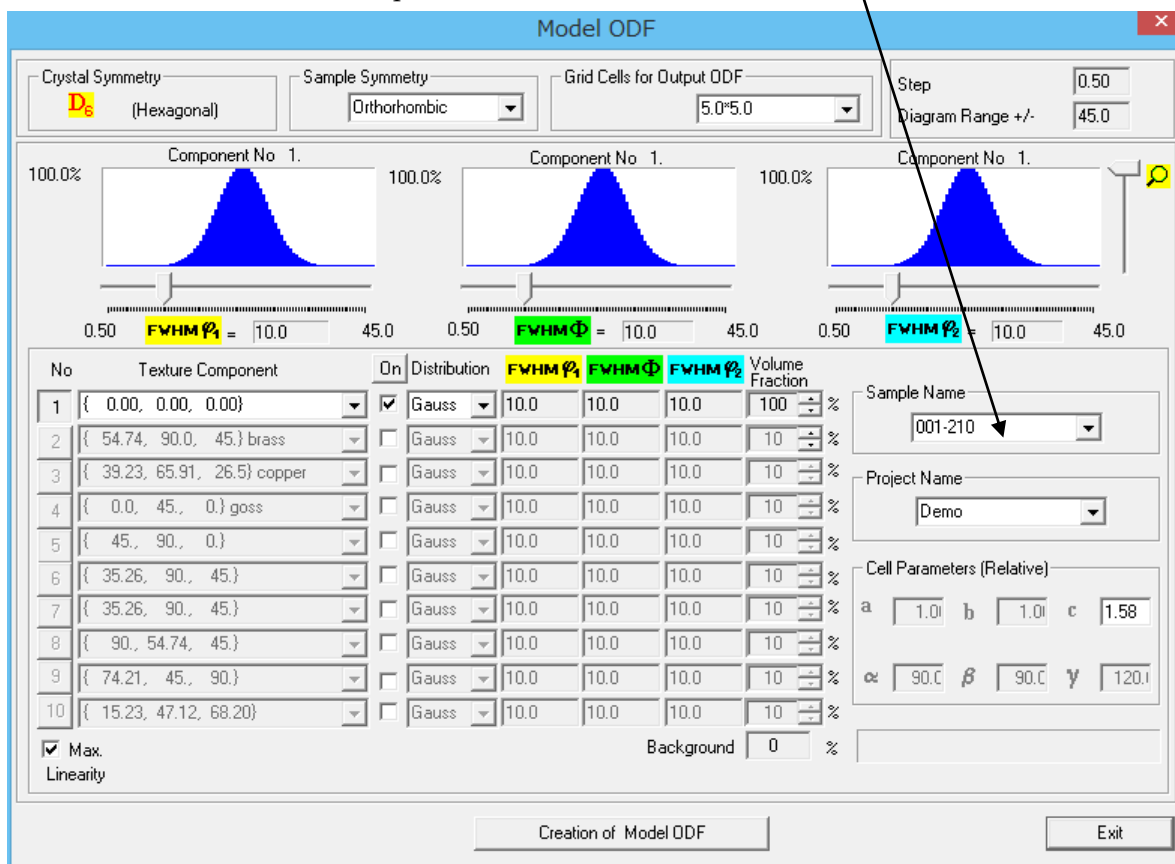 Model ODF
Crystal Symmetry
D6 (Hexagonal)
Sample Symmetry
Orthorhombic
Grid Cells for Output ODF
5.0*5.0
Step 0.50
Diagram Range +/- 45.0
Component No 1.
100.0%
Component No 1.
100.0%
Component No 1.
100.0%
0.50 FWHM φ1 = 10.0 45.0
0.50 FWHM Φ = 10.0 45.0
0.50 FWHM φ2 = 10.0 45.0
No Texture Component On Distribution FWHM φ1 FWHM Φ FWHM φ2 Volume Fraction
1 { 0.00, 0.00, 0.00} Gauss 10.0 10.0 10.0 100 %
2 { 54.74, 90.0, 45.} brass Gauss 10.0 10.0 10.0 10 %
3 { 39.23, 65.91, 26.5} copper Gauss 10.0 10.0 10.0 10 %
4 { 0.0, 45., 0.} goss Gauss 10.0 10.0 10.0 10 %
5 { 45., 90., 0.} Gauss 10.0 10.0 10.0 10 %
6 { 35.26, 90., 45.} Gauss 10.0 10.0 10.0 10 %
7 { 35.26, 90., 45.} Gauss 10.0 10.0 10.0 10 %
8 { 90., 54.74, 45.} Gauss 10.0 10.0 10.0 10 %
9 { 74.21, 45., 90.} Gauss 10.0 10.0 10.0 10 %
10 { 15.23, 47.12, 68.20} Gauss 10.0 10.0 10.0 10 %
Max.
Linearity
Background 0 %
Sample Name
001-210
Project Name
Demo
Cell Parameters (Relative)
a 1.0 b 1.0 c 1.58
α 90. β 90. γ 120.
Creation of Model ODF
Exit